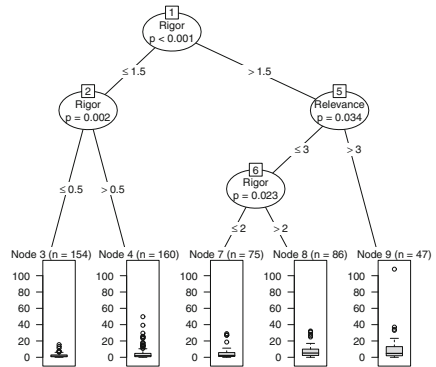 1
Rigor
p < 0.001
≤ 1.5
> 1.5
2
Rigor
p = 0.002
5
Relevance
p = 0.034
≤ 3
> 3
6
Rigor
p = 0.023
≤ 0.5
> 0.5
≤ 2
> 2
Node 3 (n = 154)
Node 4 (n = 160)
Node 7 (n = 75)
Node 8 (n = 86)
Node 9 (n = 47)
100 100 100 100 100
80 80 80 80 80
60 60 60 60 60
40 40 40 40 40
20 20 20 20 20
0 0 0 0 0